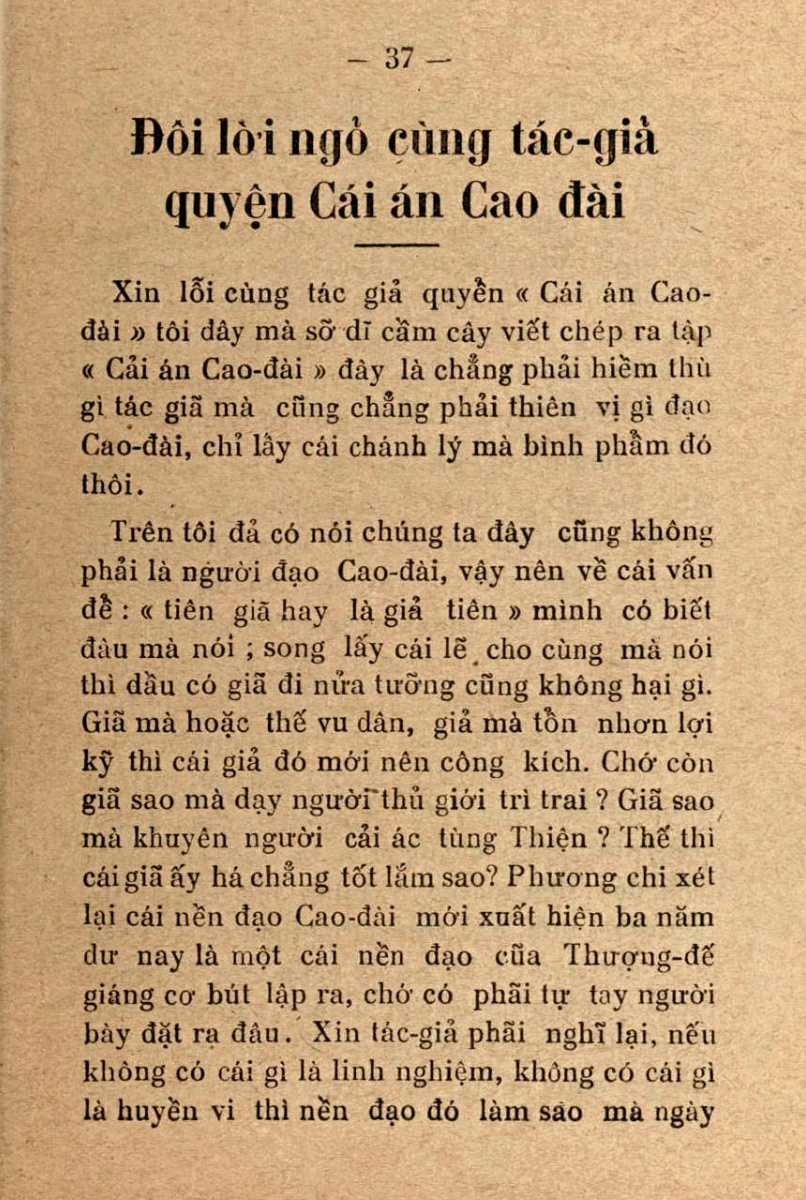 — 37 —
Đôi lời ngỏ cùng tác-giả
quyện Cái án Cao đài
Xin lỗi cùng tác giả quyền « Cái án Cao-
đài » tôi dây mà sỡ dĩ cầm cây viết chép ra tập
« Cải án Cao-đài » đây là chẳng phải hiềm thù
gì tác giã mà cũng chẳng phải thiên vị gì đạo
Cao-đài, chỉ lấy cái chánh lý mà bình phẩm đó
thôi.
Trên tôi đả có nói chúng ta đây cũng không
phải là người đạo Cao-đài, vậy nên về cái vấn
đề : « tiên giã hay là giả tiên » mình có biết
đàu mà nói ; song lấy cái lẽ cho cùng mà nói
thì dầu có giã đi nửa tưỡng cũng không hại gì.
Giã mà hoặc thế vu dân, giả mà tổn nhơn lợi
kỹ thì cái giả đó mới nên công kích. Chớ còn
giã sao mà dạy người thủ giới trì trai ? Giã sao
mà khuyên người cải ác tùng Thiện ? Thế thì
cái giã ấy há chẳng tốt lắm sao? Phương chi xét
lại cái nền đạo Cao-đài mới xuất hiện ba năm
dư nay là một cái nền đạo cũa Thượng-đế
giáng cơ bút lập ra, chớ có phãi tự tay người
bày đặt ra đâu. Xin tác-giả phãi nghĩ lại, nếu
không có cái gì là linh nghiệm, không có cái gì
là huyền vi thì nền đạo đó làm sao mà ngày